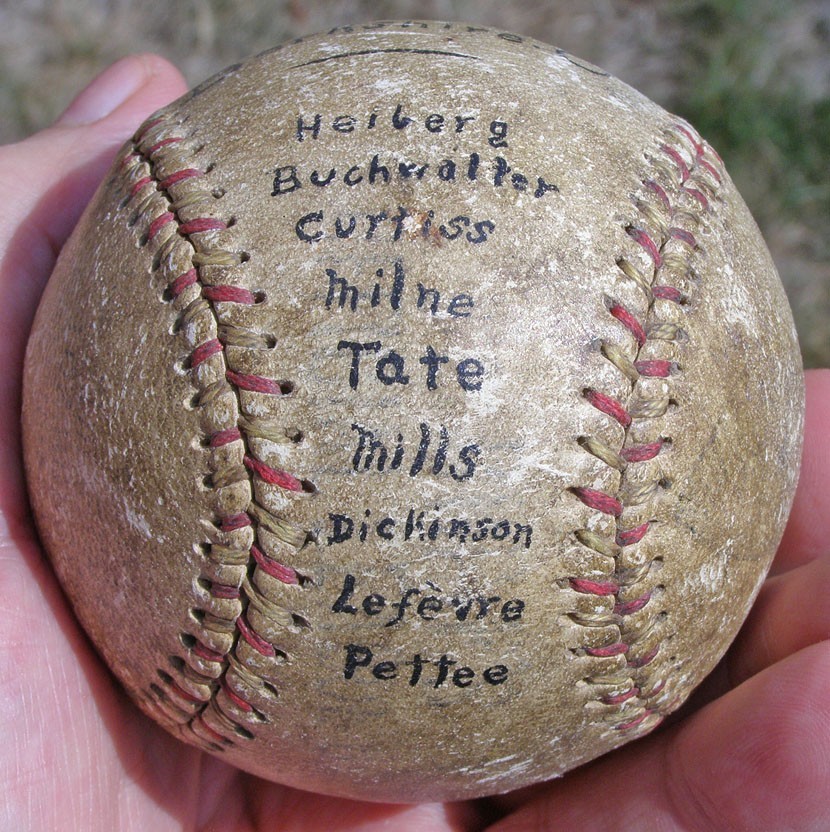 Heiberg
Buchwalter
Curtiss
Milne
Tate
Mills
Dickinson
Lefèvre
Pettee